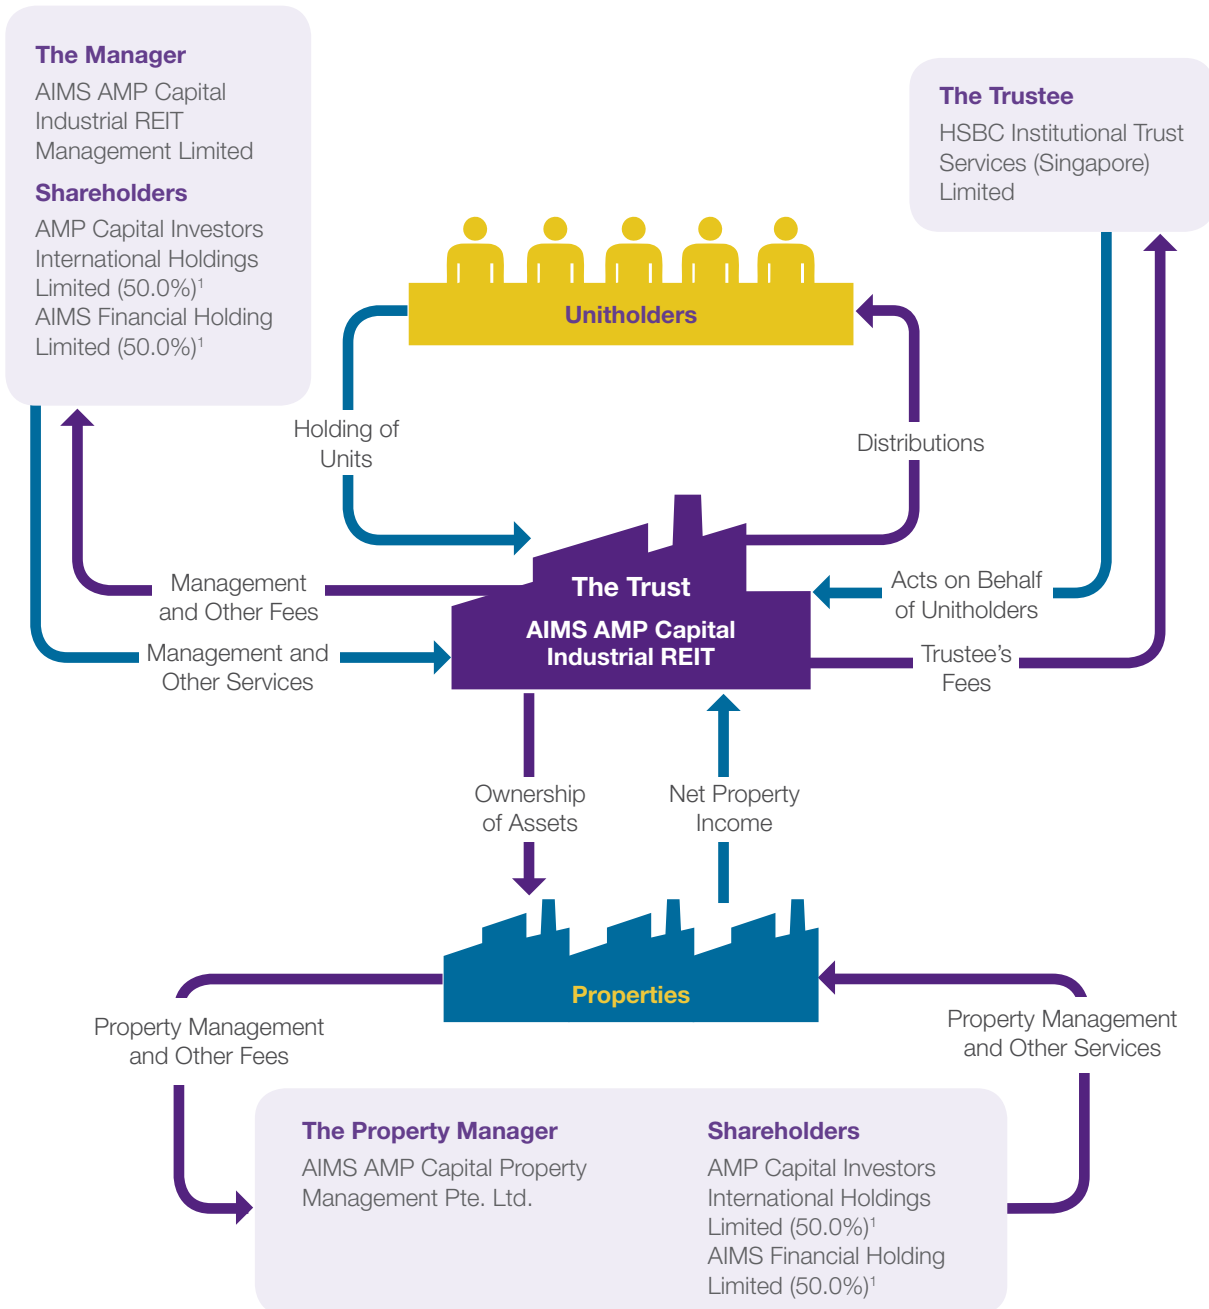 The Manager
AIMS AMP Capital
Industrial REIT
Management Limited
Shareholders
AMP Capital Investors
International Holdings
Limited (50.0%)¹
AIMS Financial Holding
Limited (50.0%)¹
The Trustee
HSBC Institutional Trust
Services (Singapore)
Limited
Unitholders
Holding of
Units
Distributions
Management
and Other Fees
Management and
Other Services
The Trust
AIMS AMP Capital
Industrial REIT
Acts on Behalf
of Unitholders
Trustee's
Fees
Ownership
of Assets
Net Property
Income
Properties
Property Management
and Other Fees
Property Management
and Other Services
The Property Manager
AIMS AMP Capital Property
Management Pte. Ltd.
Shareholders
AMP Capital Investors
International Holdings
Limited (50.0%)¹
AIMS Financial Holding
Limited (50.0%)¹